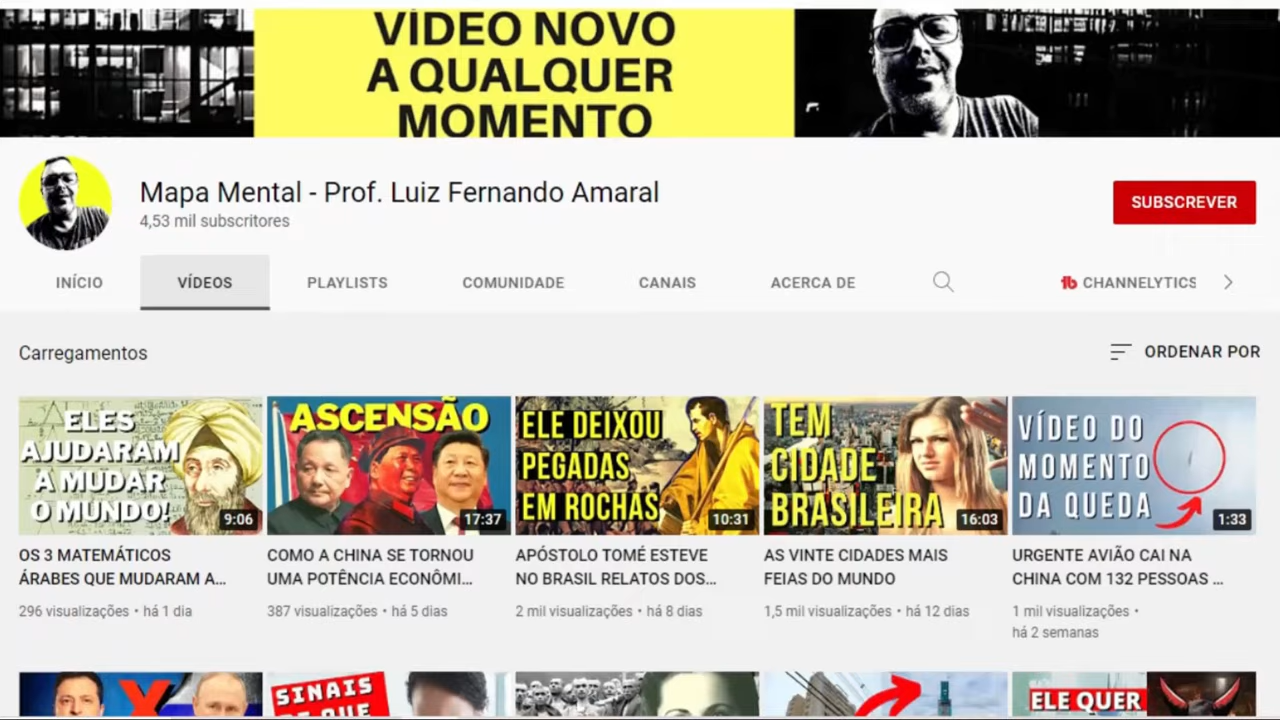 VÍDEO NOVO
A QUALQUER
MOMENTO
Mapa Mental - Prof. Luiz Fernando Amaral
4,53 mil subscritores
SUBSCREVER
INÍCIO
VÍDEOS
PLAYLISTS
COMUNIDADE
CANAIS
ACERCA DE
CHANNELYTICS
Carregamentos
ORDENAR POR
ELES
AJUDARAM
A MUDAR
O MUNDO!
9:06
ASCENSÃO
17:37
ELE DEIXOU
PEGADAS
EM ROCHAS
10:31
TEM
CIDADE
BRASILEIRA
16:03
VÍDEO DO
MOMENTO
DA QUEDA
1:33
OS 3 MATEMÁTICOS
ÁRABES QUE MUDARAM A...
296 visualizações • há 1 dia
COMO A CHINA SE TORNOU
UMA POTÊNCIA ECONÔMI...
387 visualizações • há 5 dias
APÓSTOLO TOMÉ ESTEVE
NO BRASIL RELATOS DOS...
2 mil visualizações • há 8 dias
AS VINTE CIDADES MAIS
FEIAS DO MUNDO
1,5 mil visualizações • há 12 dias
URGENTE AVIÃO CAI NA
CHINA COM 132 PESSOAS ...
1 mil visualizações •
há 2 semanas
X
SINAIS
DE QUE
ELE QUER